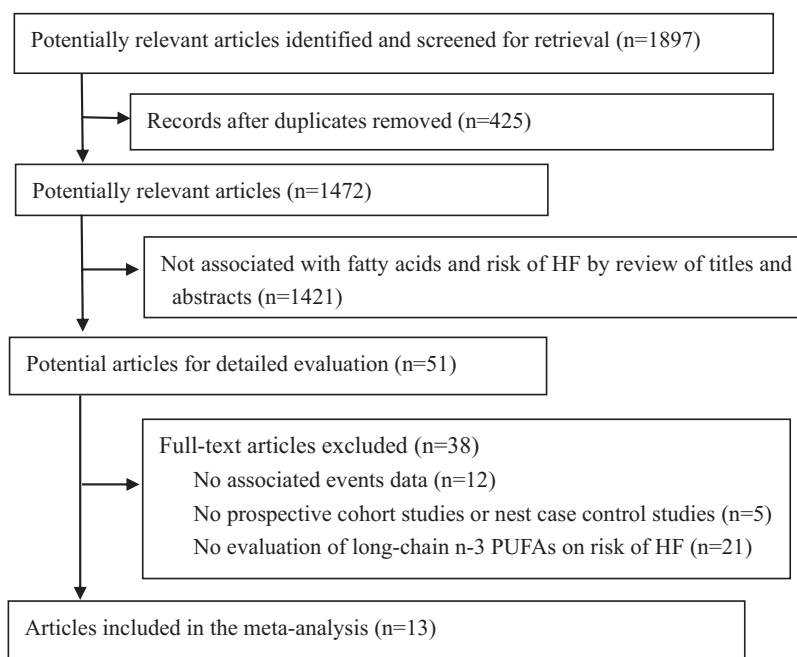 Potentially relevant articles identified and screened for retrieval (n=1897)
Records after duplicates removed (n=425)
Potentially relevant articles (n=1472)
Not associated with fatty acids and risk of HF by review of titles and
abstracts (n=1421)
Potential articles for detailed evaluation (n=51)
Full-text articles excluded (n=38)
No associated events data (n=12)
No prospective cohort studies or nest case control studies (n=5)
No evaluation of long-chain n-3 PUFAs on risk of HF (n=21)
Articles included in the meta-analysis (n=13)